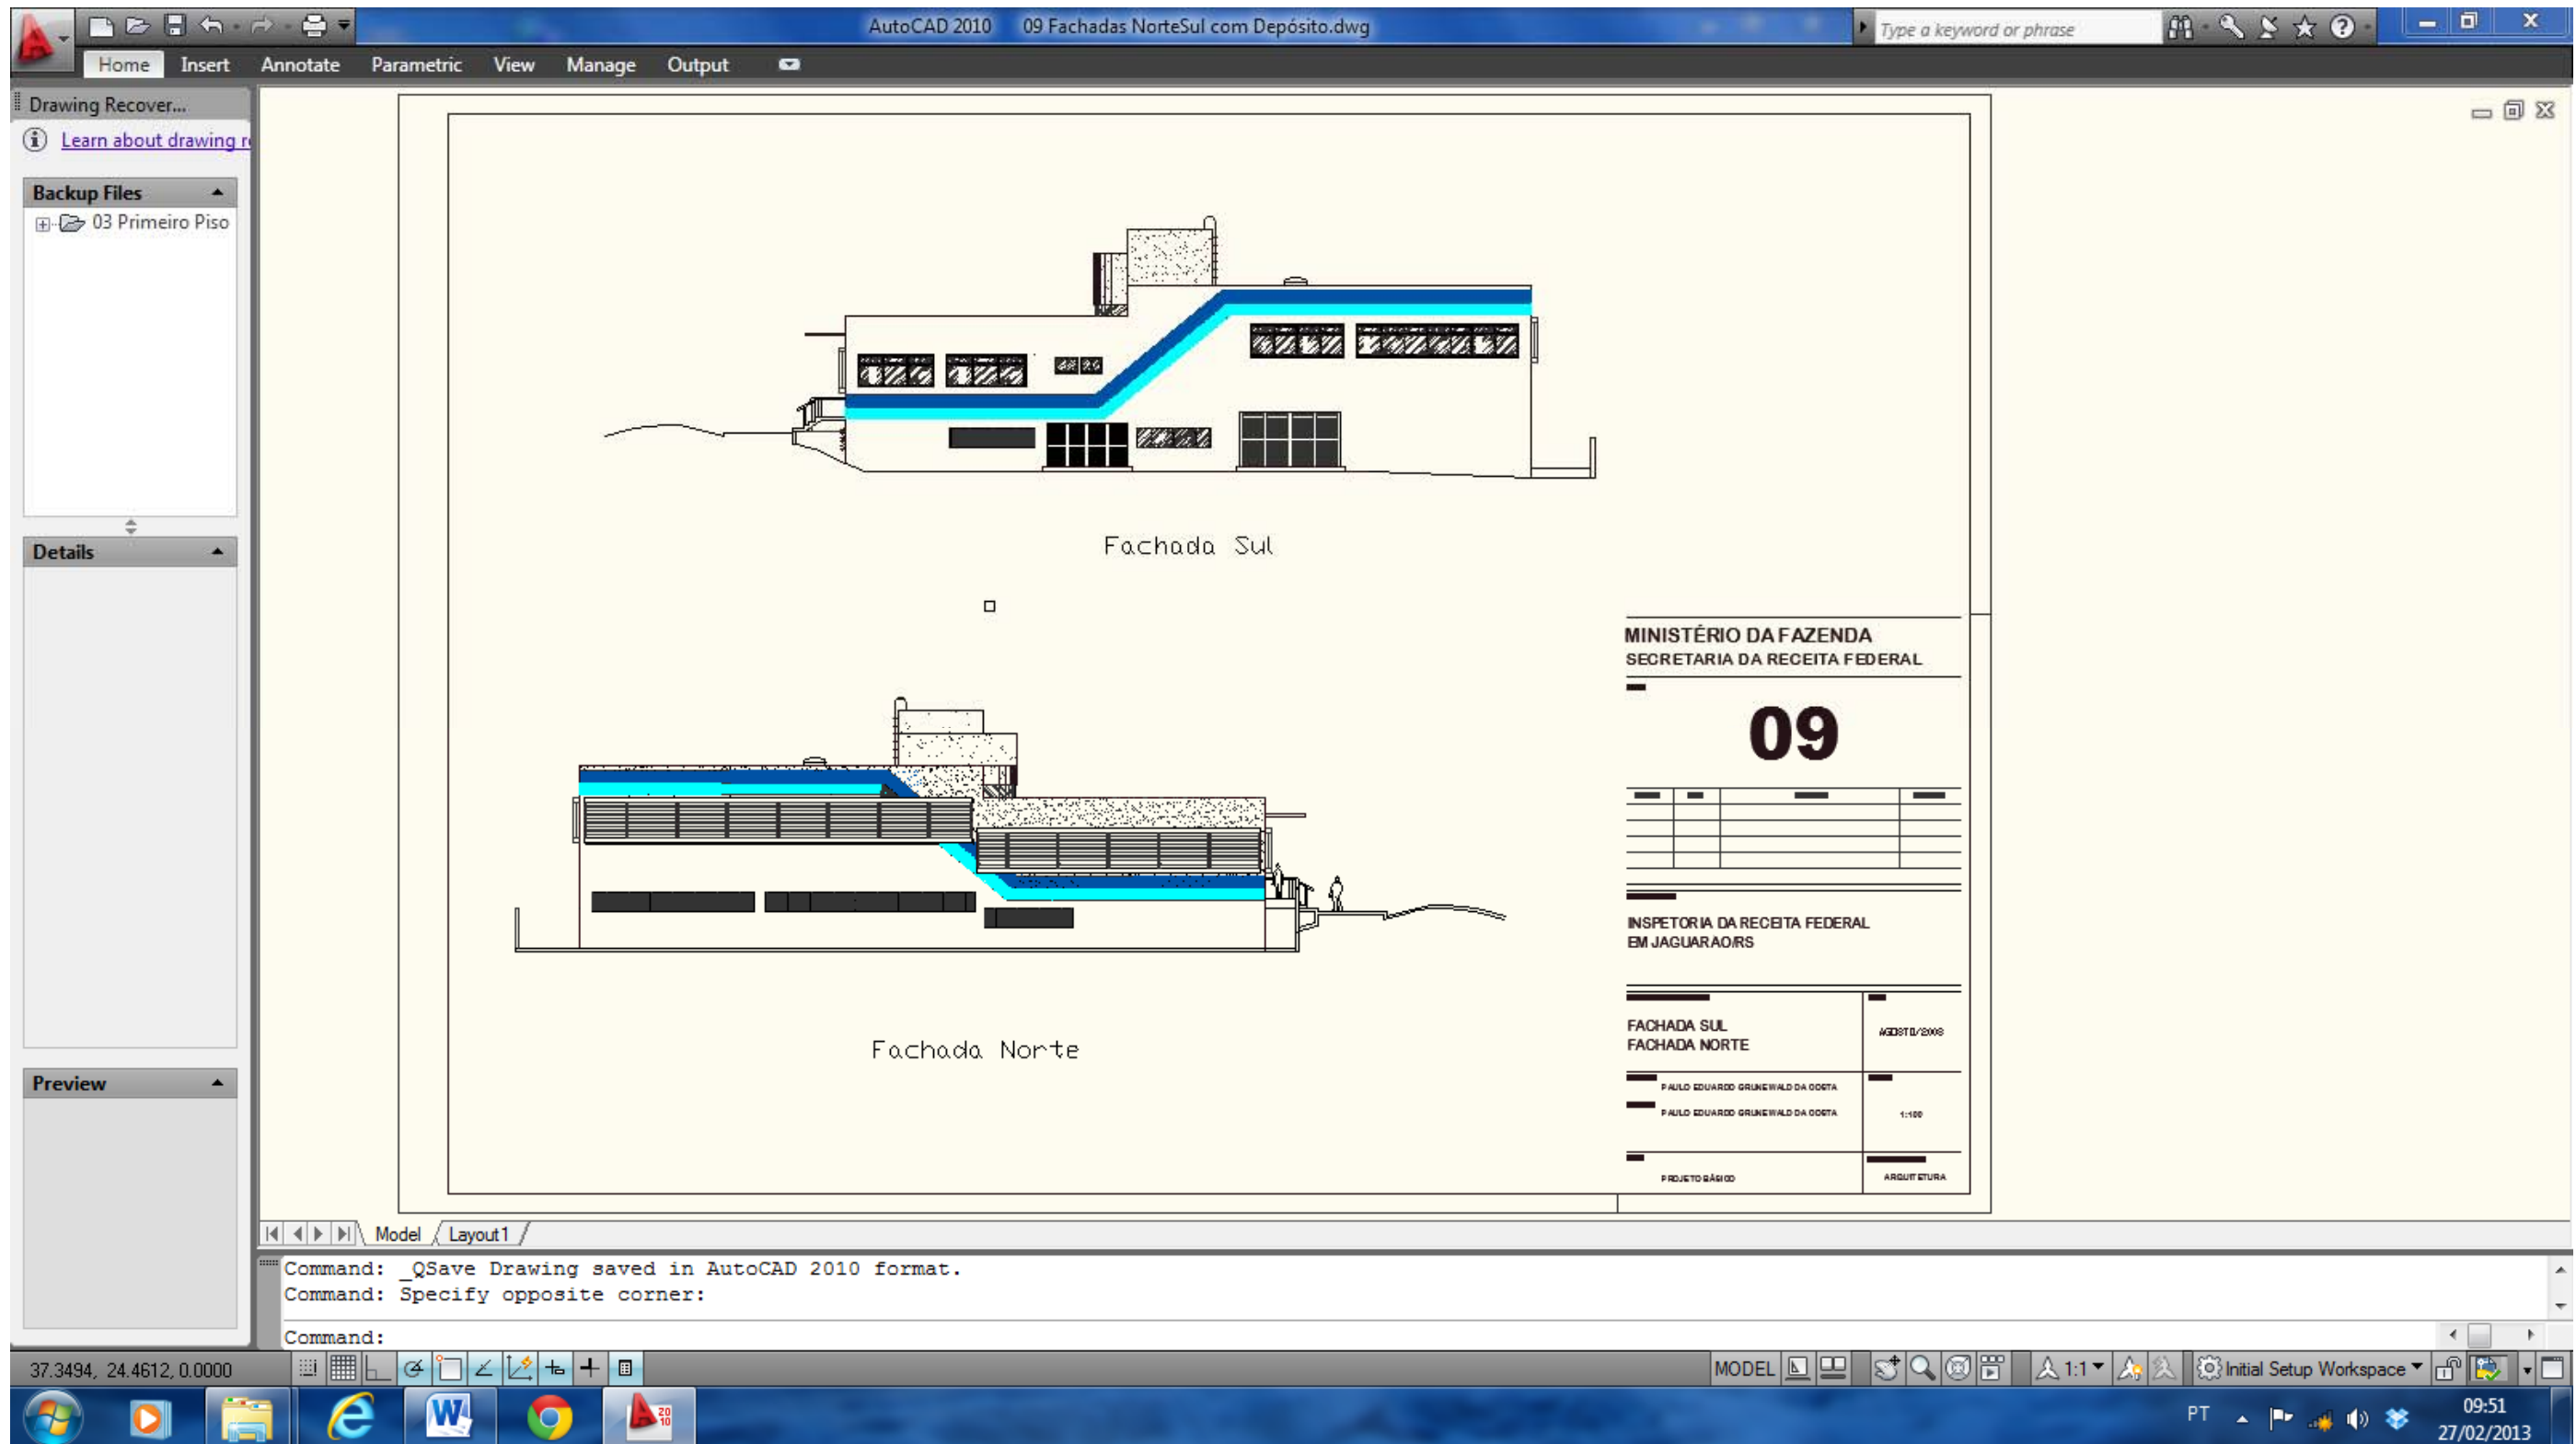 AutoCAD 2010 09 Fachadas NorteSul com Depósito.dwg
Type a keyword or phrase
Home Insert Annotate Parametric View Manage Output
Drawing Recover...
Learn about drawing r
Backup Files
03 Primeiro Piso
Details
Preview
Fachada Sul
Fachada Norte
MINISTÉRIO DA FAZENDA
SECRETARIA DA RECEITA FEDERAL
09
INSPETORIA DA RECEITA FEDERAL
EM JAGUARAO/RS
FACHADA SUL
FACHADA NORTE
AGOSTO/2008
PAULO EDUARDO GRUNEWALD DA COSTA
PAULO EDUARDO GRUNEWALD DA COSTA
1:100
PROJETO BÁSICO
ARQUITETURA
Model Layout1
Command: _QSave Drawing saved in AutoCAD 2010 format.
Command: Specify opposite corner:
Command:
37.3494, 24.4612, 0.0000
MODEL
1:1
Initial Setup Workspace
20
10
PT
09:51
27/02/2013